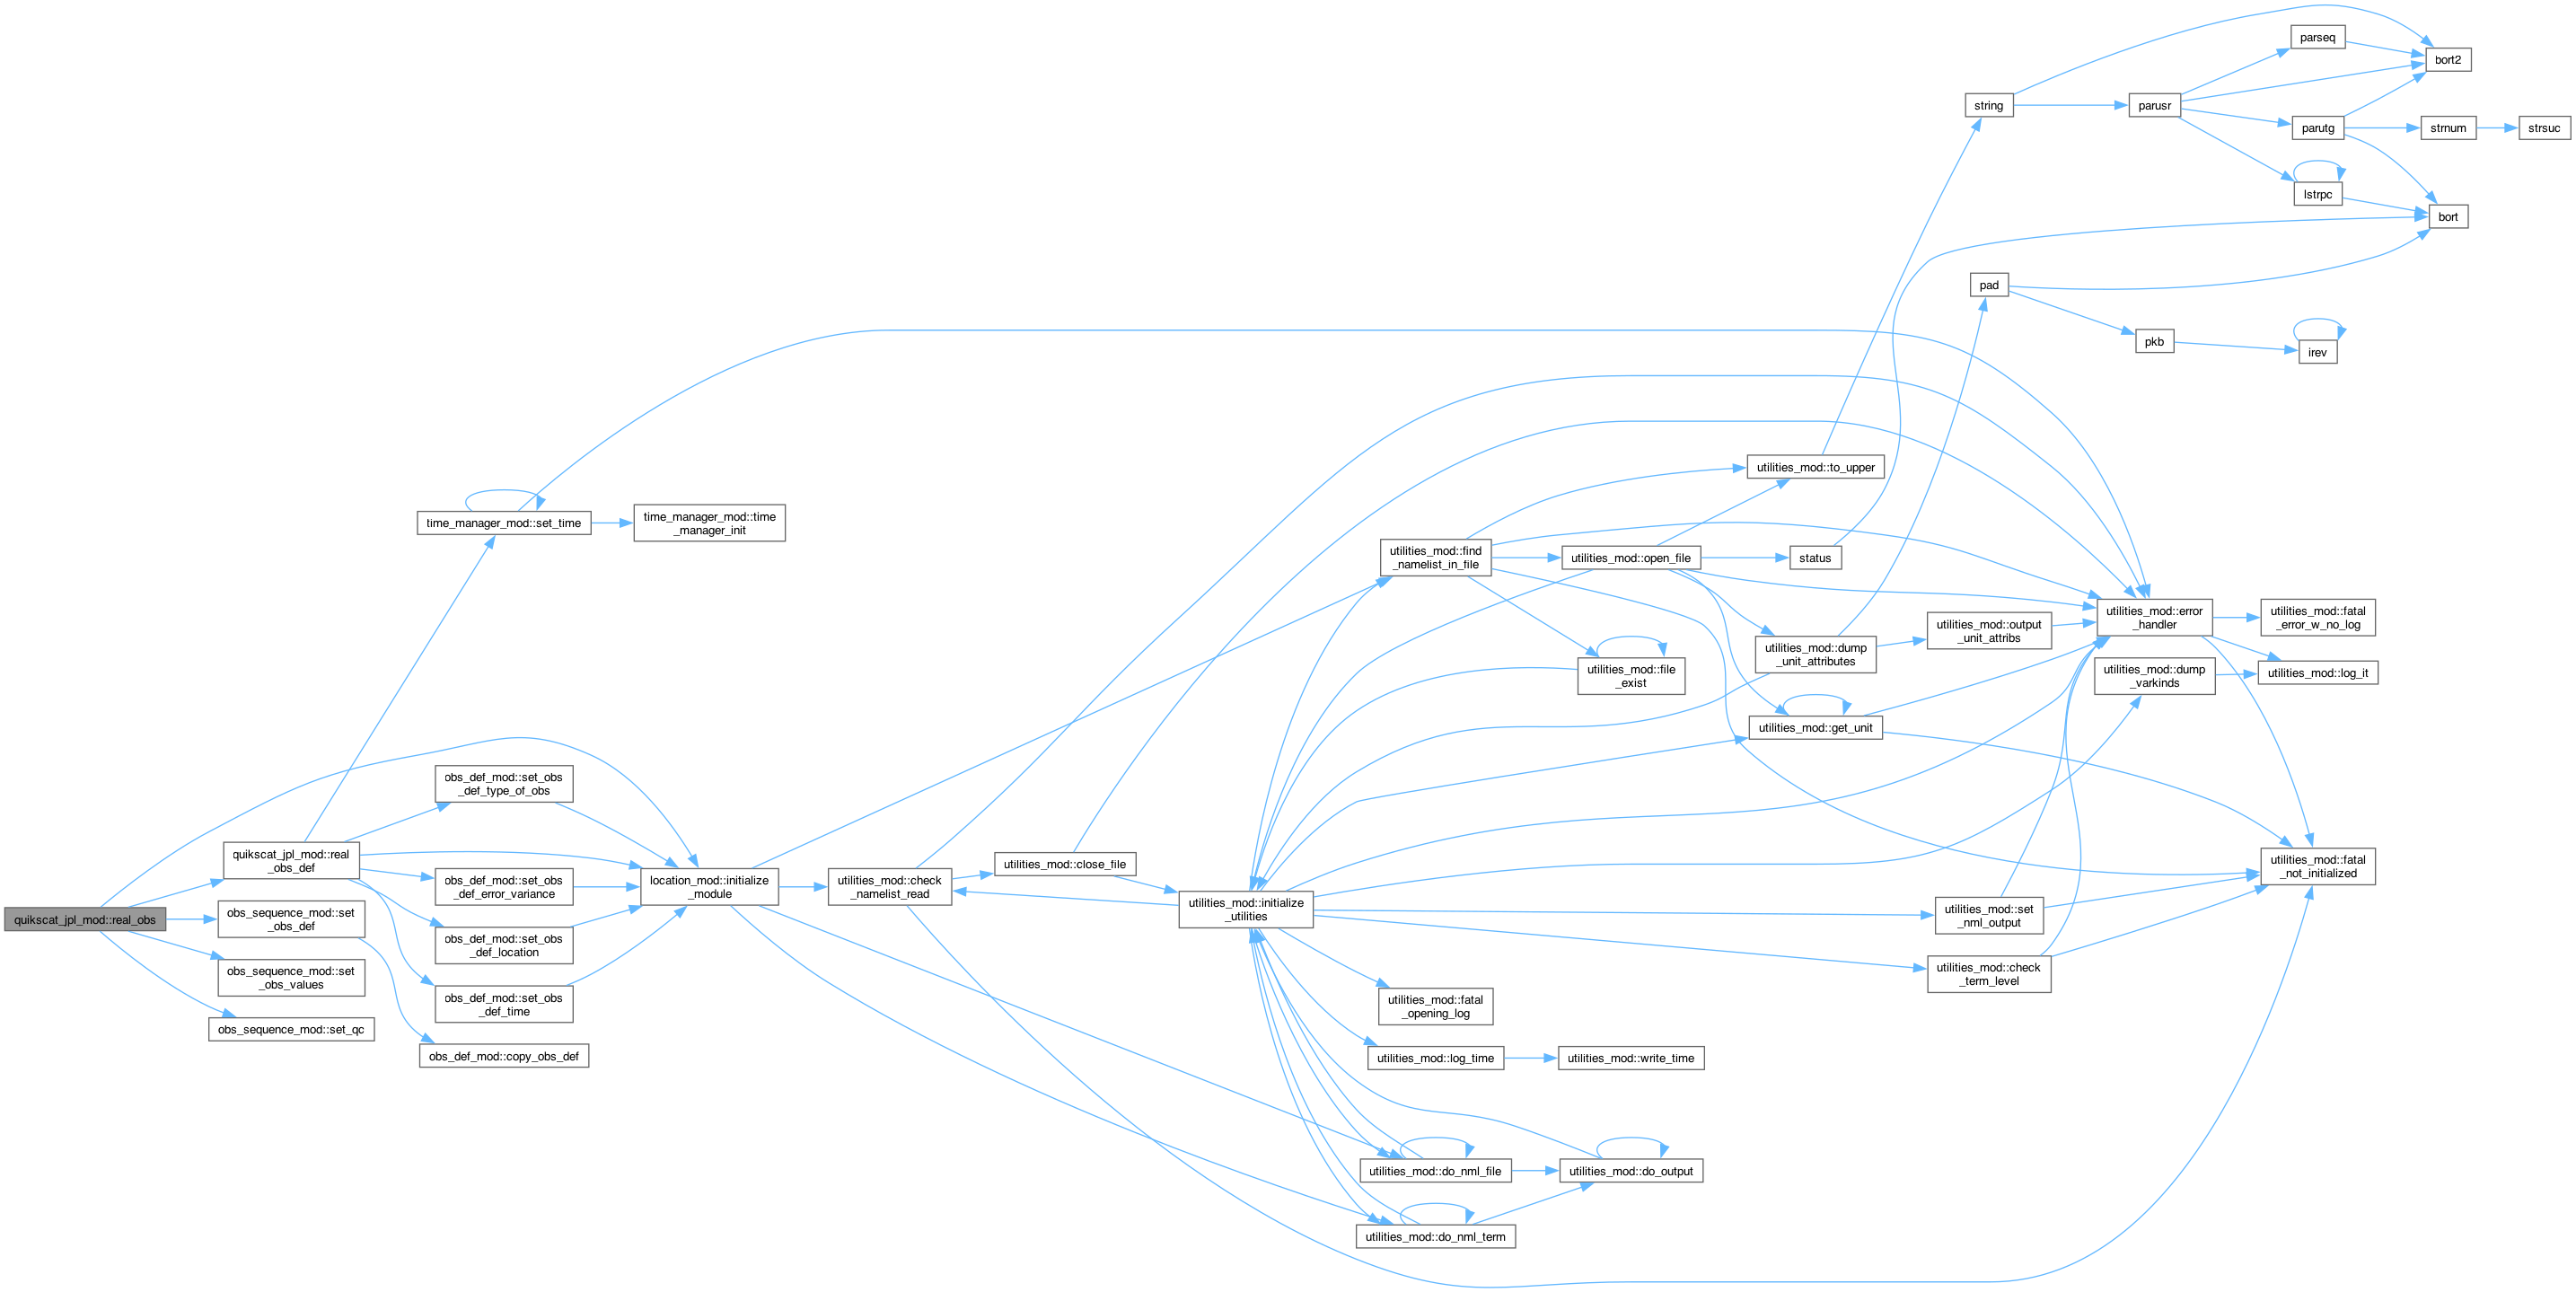 quikscat_jpl_mod::real_obs
quikscat_jpl_mod::real
_obs_def
obs_sequence_mod::set
_obs_def
obs_sequence_mod::set
_obs_values
obs_sequence_mod::set_qc
time_manager_mod::set_time
obs_def_mod::set_obs
_def_type_of_obs
obs_def_mod::set_obs
_def_error_variance
obs_def_mod::set_obs
_def_location
obs_def_mod::set_obs
_def_time
obs_def_mod::copy_obs_def
time_manager_mod::time
_manager_init
location_mod::initialize
_module
utilities_mod::check
_namelist_read
utilities_mod::close_file
utilities_mod::initialize
_utilities
utilities_mod::find
_namelist_in_file
utilities_mod::fatal
_opening_log
utilities_mod::log_time
utilities_mod::do_nml_file
utilities_mod::do_nml_term
utilities_mod::open_file
utilities_mod::file
_exist
utilities_mod::write_time
utilities_mod::do_output
utilities_mod::to_upper
status
utilities_mod::dump
_unit_attributes
utilities_mod::get_unit
string
pad
utilities_mod::output
_unit_attribs
utilities_mod::set
_nml_output
utilities_mod::check
_term_level
parusr
pkb
utilities_mod::error
_handler
utilities_mod::dump
_varkinds
parseq
parutg
lstrpc
irev
utilities_mod::fatal
_error_w_no_log
utilities_mod::log_it
utilities_mod::fatal
_not_initialized
bort2
strnum
bort
strsuc